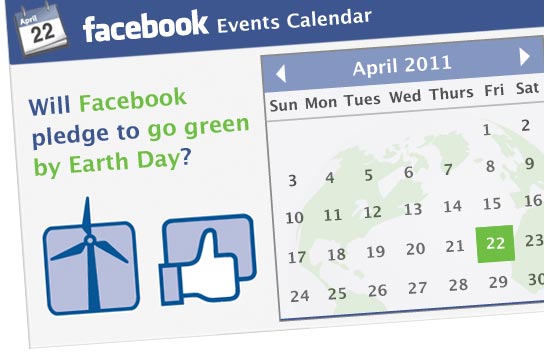 April
22
facebook Events Calendar
Will Facebook
pledge to go green
by Earth Day?
April 2011
Sun Mon Tues Wed Thurs Fri Sat
1 2
3 4 5 6 7 8 9
10 11 12 13 14 15 16
17 18 19 20 21 22 23
24 25 26 27 28 29 30